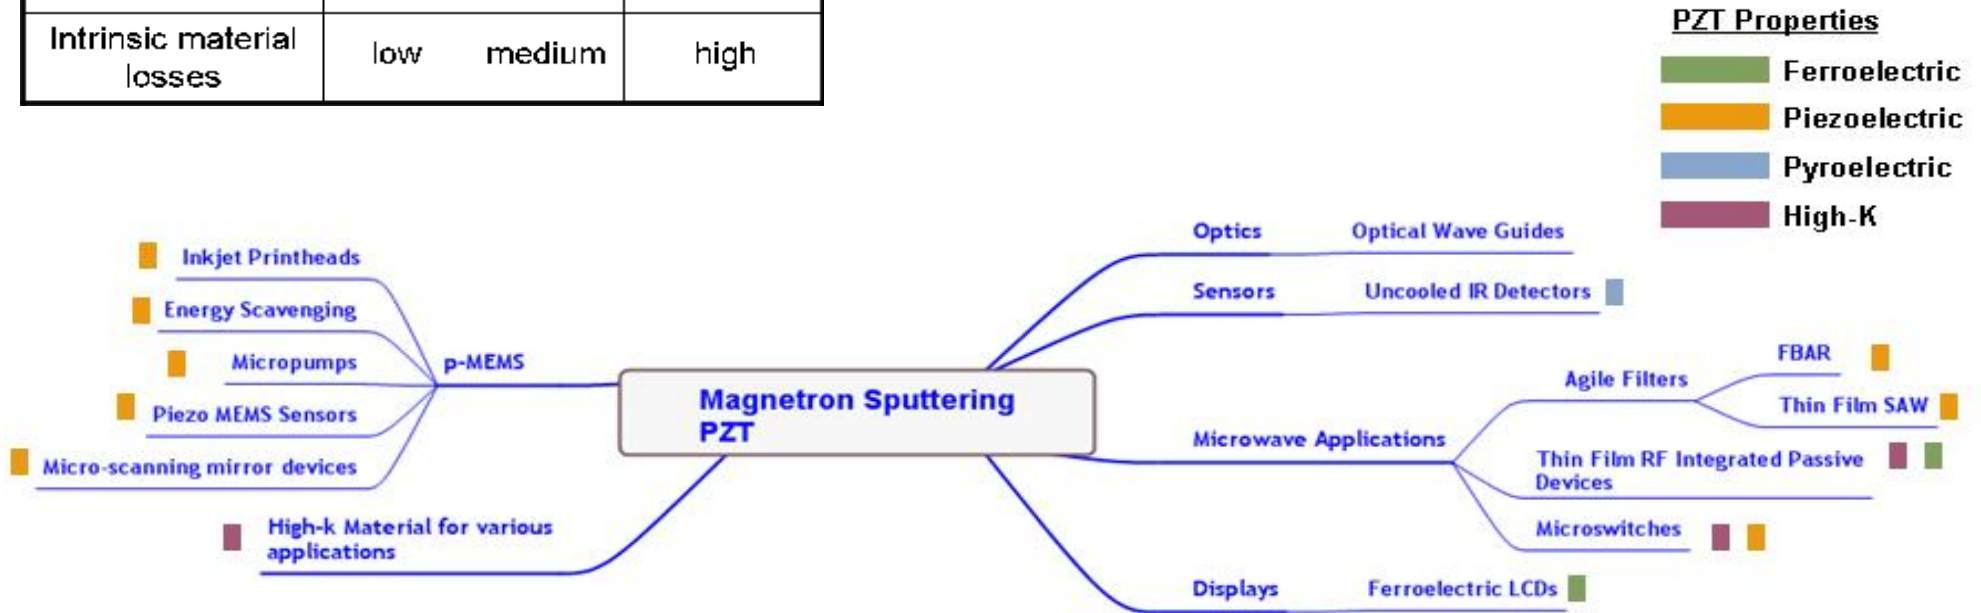 Intrinsic material
losses
low medium high
PZT Properties
Ferroelectric
Piezoelectric
Pyroelectric
High-K
Inkjet Printheads
Energy Scavenging
Micropumps
Piezo MEMS Sensors
Micro-scanning mirror devices
p-MEMS
High-k Material for various
applications
Magnetron Sputtering
PZT
Optics
Optical Wave Guides
Sensors
Uncooled IR Detectors
Microwave Applications
Agile Filters
FBAR
Thin Film SAW
Thin Film RF Integrated Passive
Devices
Microswitches
Displays
Ferroelectric LCDs